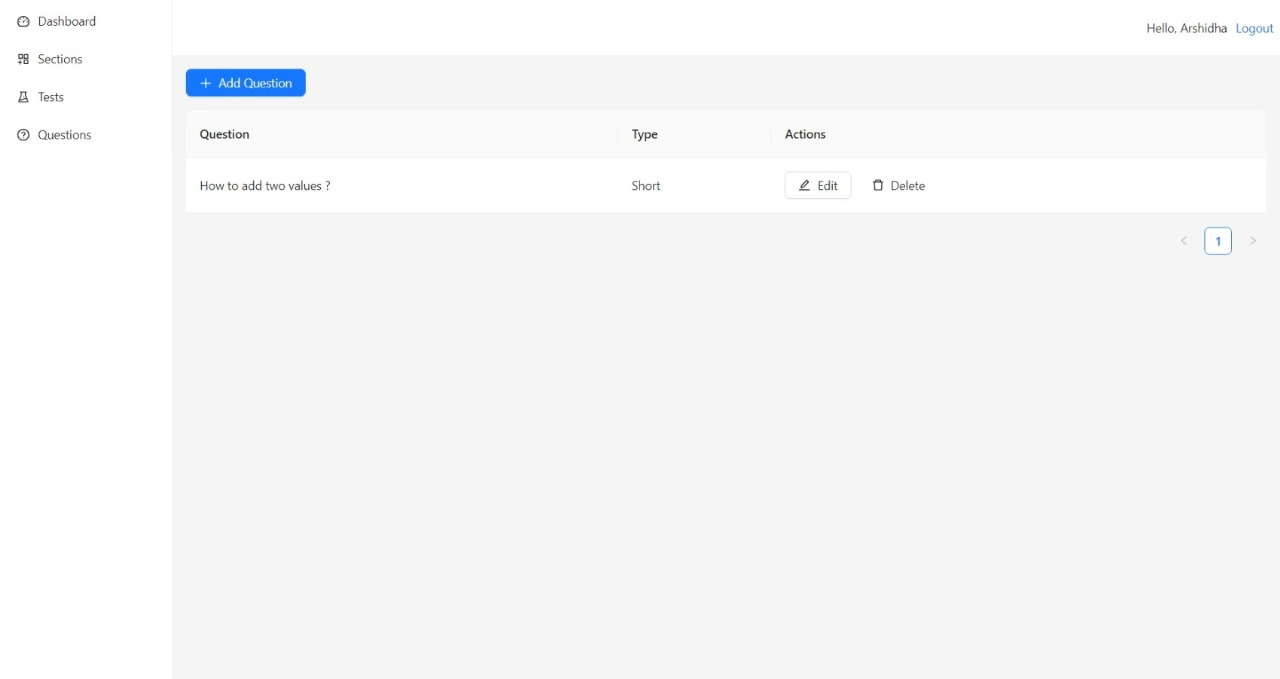 Dashboard
Sections
Tests
Questions
Hello, Arshidha Logout
Add Question
Question Type Actions
How to add two values ? Short Edit Delete
1